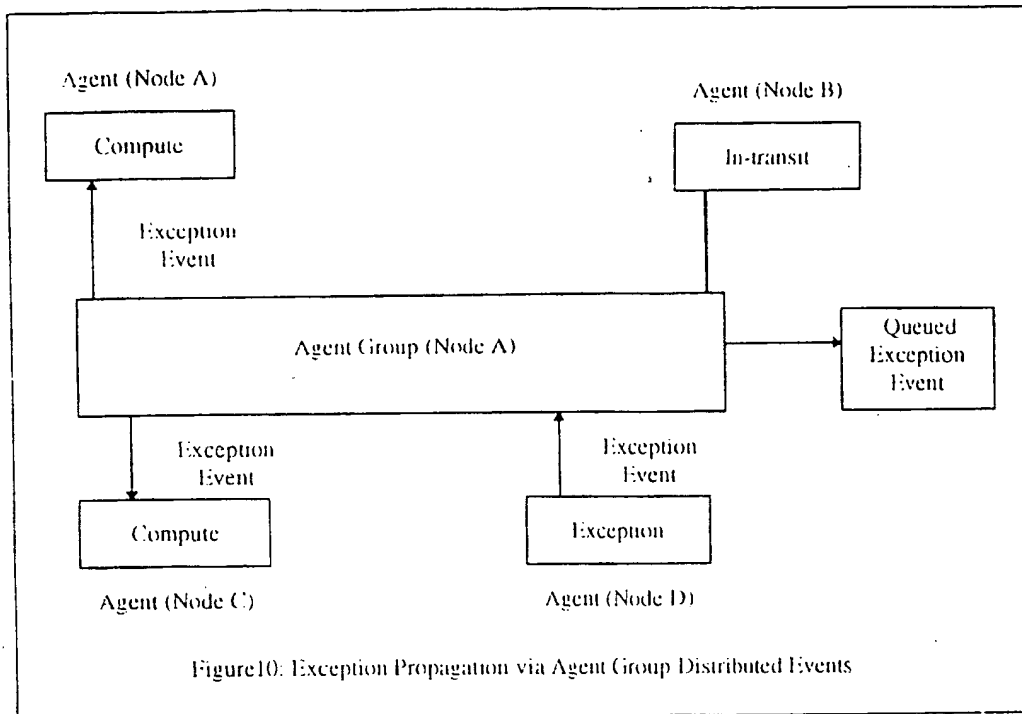 Agent (Node A)
Compute
Agent (Node B)
In-transit
Exception
Event
Agent Group (Node A)
Queued
Exception
Event
Exception
Event
Exception
Event
Compute
Exception
Agent (Node C)
Agent (Node D)
Figure10: Exception Propagation via Agent Group Distributed Events